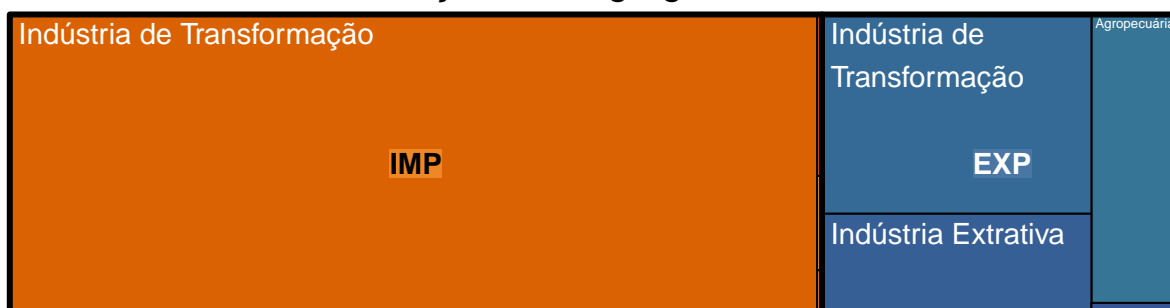 Indústria de Transformação
IMP
Indústria de
Transformação
EXP
Indústria Extrativa
Agropecuária